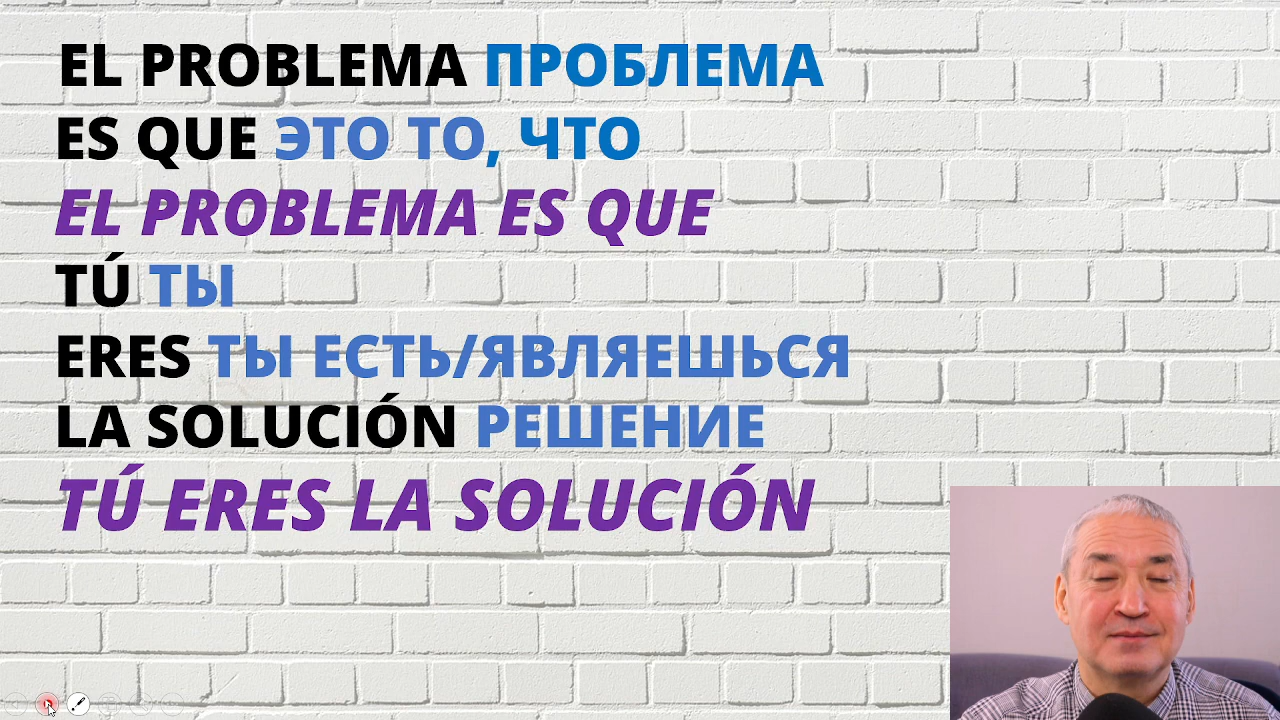 EL PROBLEMA ПРОБЛЕМА
ES QUE ЭТО ТО, ЧТО
EL PROBLEMA ES QUE
TÚ ТЫ
ERES ТЫ ЕСТЬ/ЯВЛЯЕШЬСЯ
LA SOLUCIÓN РЕШЕНИЕ
TÚ ERES LA SOLUCIÓN